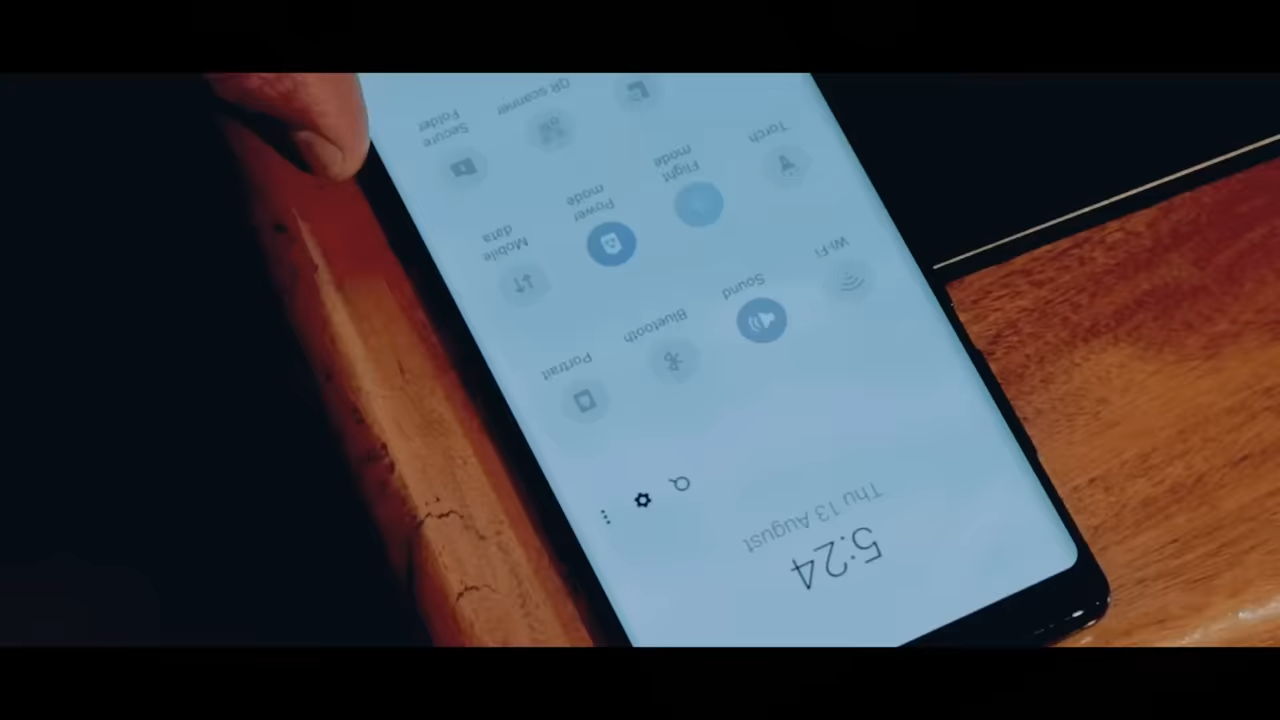 5:24
Thu 13 August
Wi-Fi
Sound
Bluetooth
Portrait
Torch
Flight
mode
Power
mode
Mobile
data
QR scanner
Secure
Folder